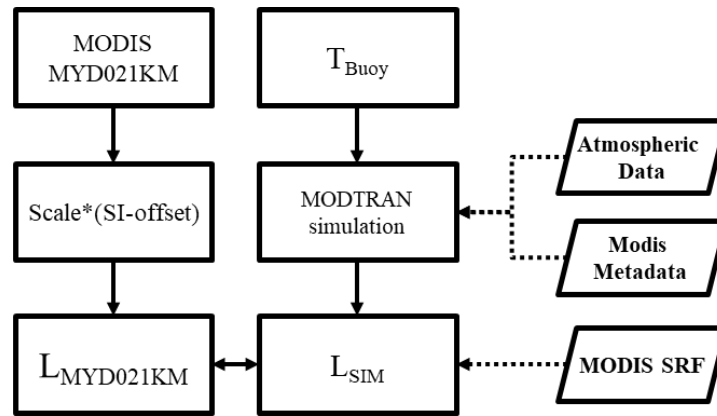 MODIS
MYD021KM
T_Buoy
Atmospheric
Data
Scale*(SI-offset)
MODTRAN
simulation
Modis
Metadata
L_MYD021KM
L_SIM
MODIS SRF